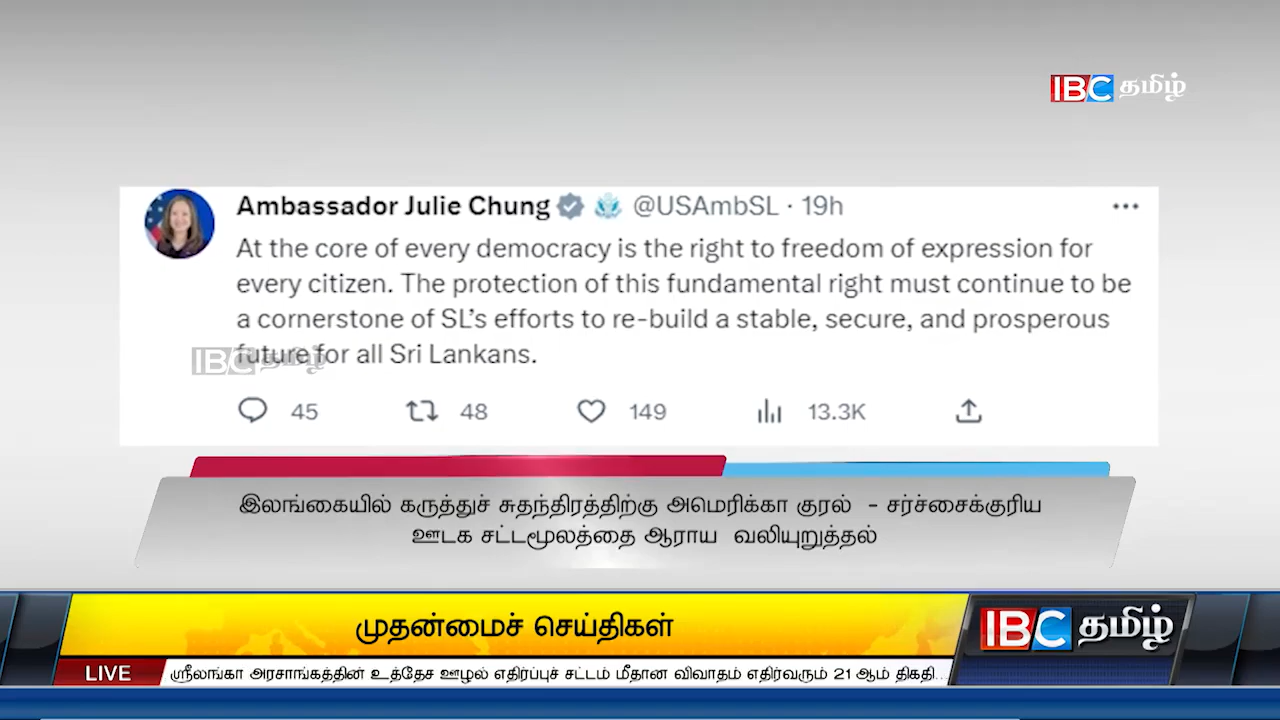 IBC தமிழ்
Ambassador Julie Chung @USAmbSL · 19h
At the core of every democracy is the right to freedom of expression for
every citizen. The protection of this fundamental right must continue to be
a cornerstone of SL’s efforts to re-build a stable, secure, and prosperous
future for all Sri Lankans.
IBC தமிழ்
45 48 149 13.3K
இலங்கையில் கருத்துச் சுதந்திரத்திற்கு அமெரிக்கா குரல் - சர்ச்சைக்குரிய
ஊடக சட்டமூலத்தை ஆராய வலியுறுத்தல்
முதன்மைச் செய்திகள்
IBC தமிழ்
LIVE ஸ்ரீலங்கா அரசாங்கத்தின் உத்தேச ஊழல் எதிர்ப்புச் சட்டம் மீதான விவாதம் எதிர்வரும் 21 ஆம் திகதி...